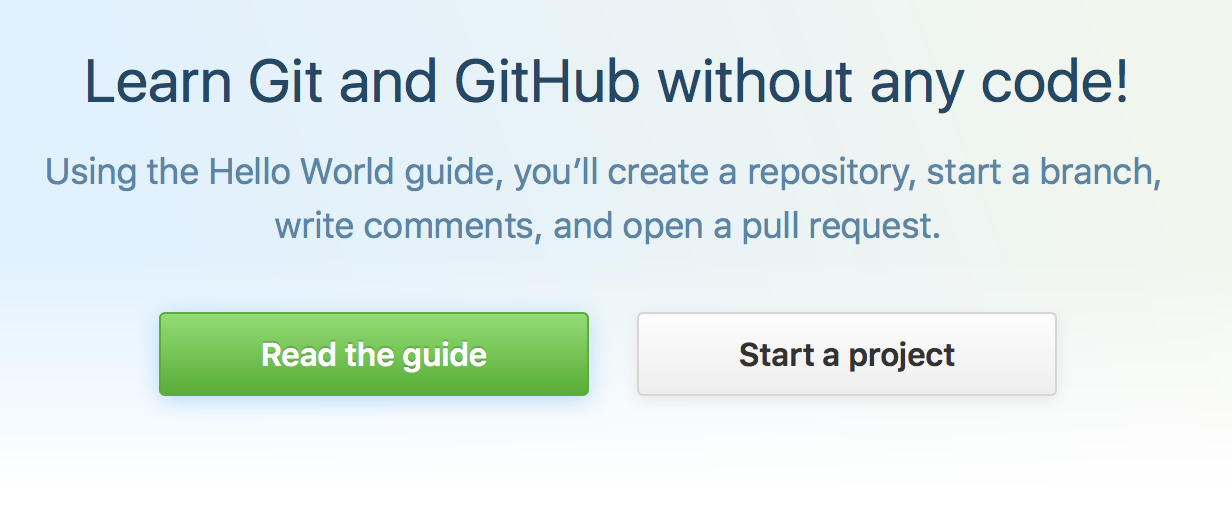 Learn Git and GitHub without any code!
Using the Hello World guide, you’ll create a repository, start a branch,
write comments, and open a pull request.
Read the guide
Start a project